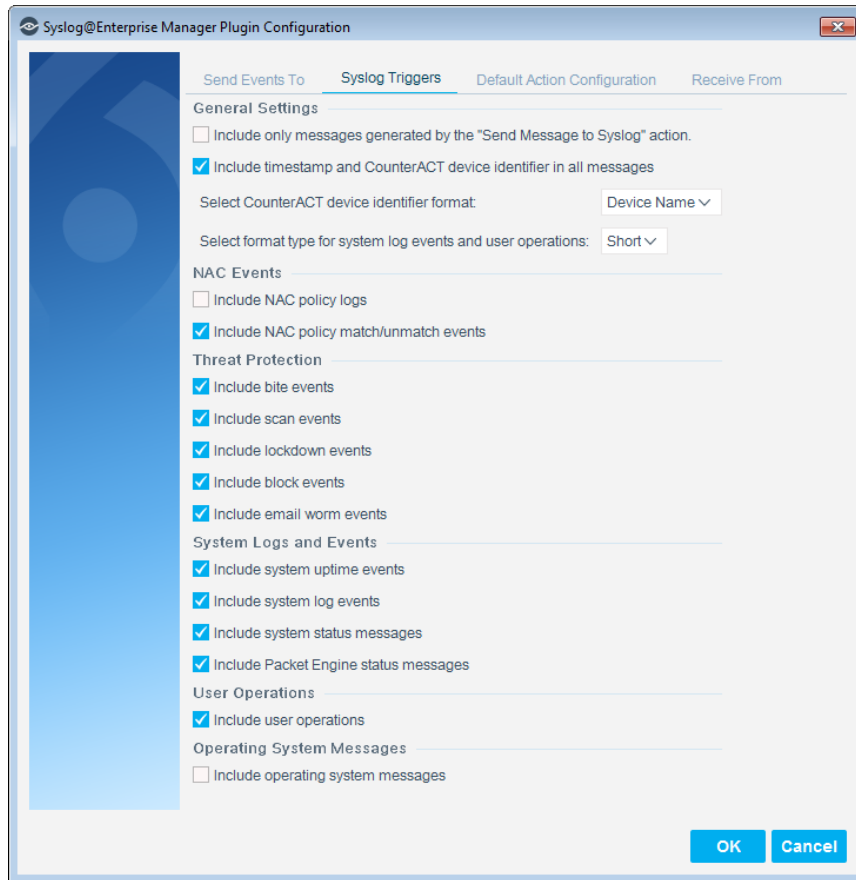 Syslog@Enterprise Manager Plugin Configuration
Send Events To Syslog Triggers Default Action Configuration Receive From
General Settings
Include only messages generated by the "Send Message to Syslog" action.
Include timestamp and CounterACT device identifier in all messages
Select CounterACT device identifier format: Device Name
Select format type for system log events and user operations: Short
NAC Events
Include NAC policy logs
Include NAC policy match/unmatch events
Threat Protection
Include bite events
Include scan events
Include lockdown events
Include block events
Include email worm events
System Logs and Events
Include system uptime events
Include system log events
Include system status messages
Include Packet Engine status messages
User Operations
Include user operations
Operating System Messages
Include operating system messages
OK Cancel